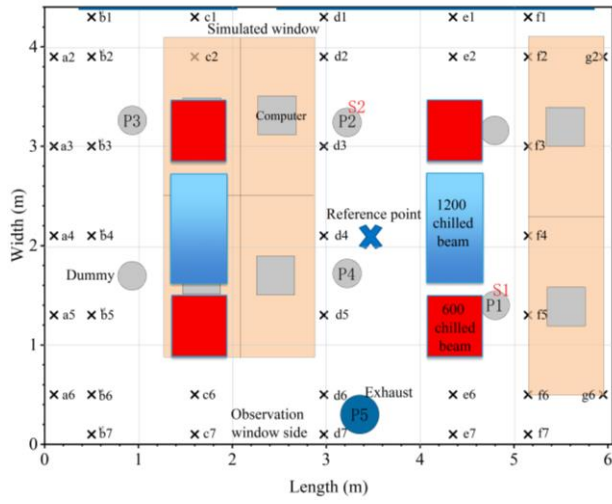 4
3
2
1
0
Width (m)
b1
c1
d1
e1
f1
Simulated window
a2
b2
c2
d2
e2
f2
g2
P3
Computer
S2
P2
a3
b3
d3
f3
1200
chilled
beam
Reference point
a4
b4
d4
f4
Dummy
P4
S1
P1
600
chilled
beam
a5
b5
d5
f5
a6
b6
c6
d6
Exhaust
e6
f6
g6
Observation
window side
P5
b7
c7
d7
e7
f7
0
1
2
3
4
5
6
Length (m)